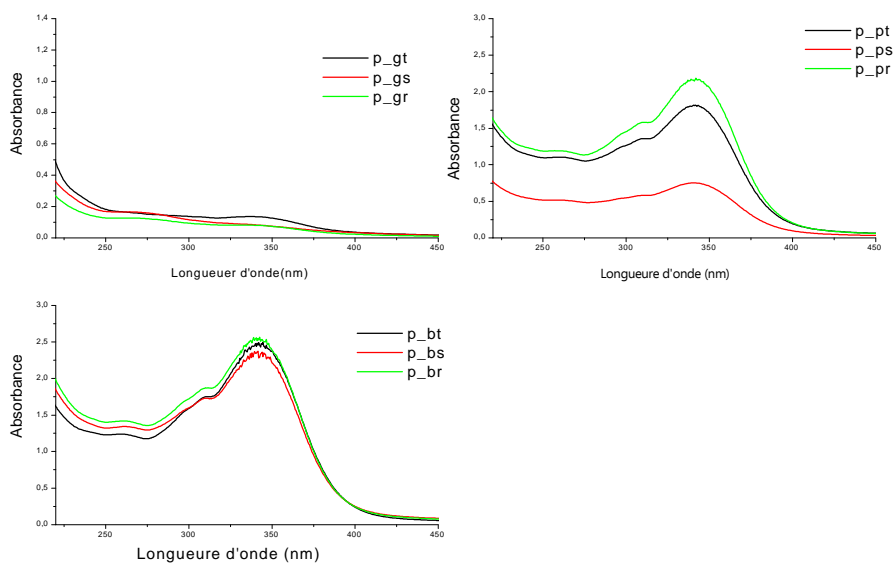 1,4
1,2
1,0
0,8
0,6
0,4
0,2
0,0
Absorbance
p_gt
p_gs
p_gr
250 300 350 400 450
Longueuer d'onde(nm)
3,0
2,5
2,0
1,5
1,0
0,5
0,0
Absorbance
p_pt
p_ps
p_pr
250 300 350 400 450
Longueure d'onde (nm)
3,0
2,5
2,0
1,5
1,0
0,5
0,0
Absorbance
p_bt
p_bs
p_br
250 300 350 400 450
Longueure d'onde (nm)